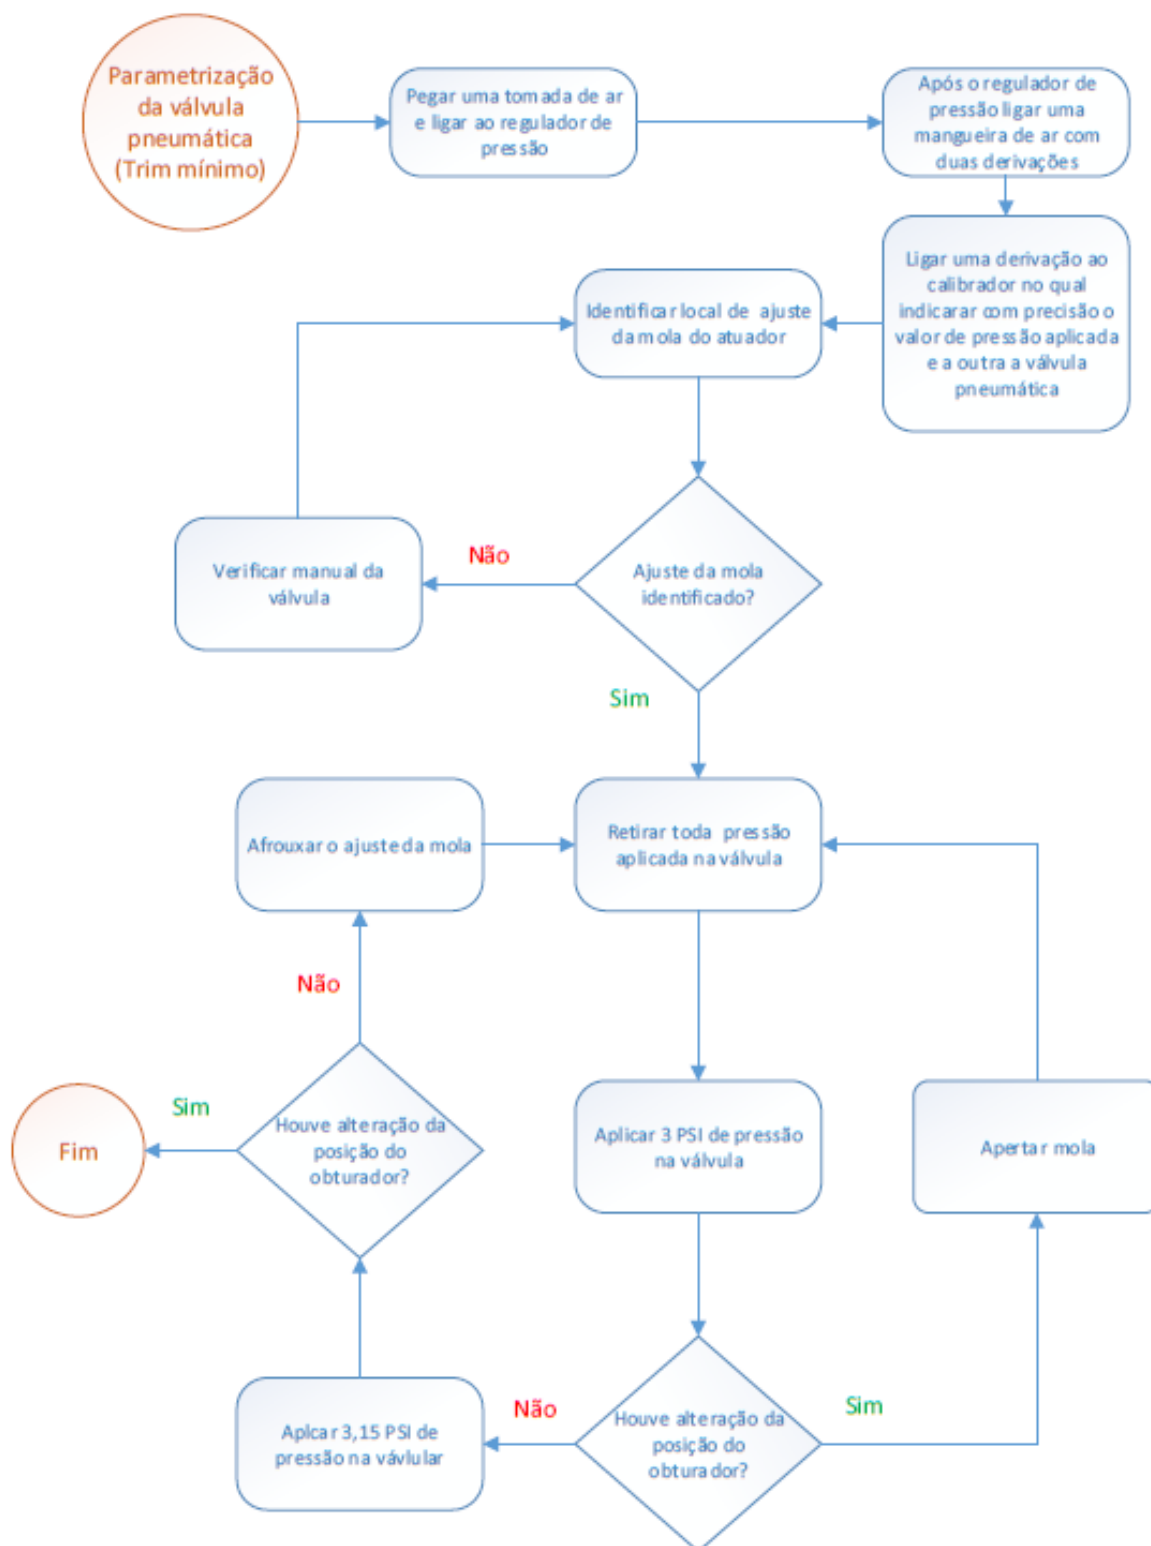 Parametrização
da válvula
pneumática
(Trim mínimo)
Pegar uma tomada de ar
e ligar ao regulador de
pressão
Após o regulador de
pressão ligar uma
mangueira de ar com
duas derivações
Ligar uma derivação ao
calibrador no qual
indicarar com precisão o
valor de pressão aplicada
e a outra a válvula
pneumática
Identificar local de ajuste
da mola do atuador
Ajuste da mola
identificado?
Não
Verificar manual da
válvula
Sim
Retirar toda pressão
aplicada na válvula
Afrouxar o ajuste da mola
Não
Aplicar 3 PSI de pressão
na válvula
Apertar mola
Houve alteração da
posição do
obturador?
Sim
Fim
Houve alteração da
posição do
obturador?
Sim
Não
Aplcar 3,15 PSI de
pressão na vávlular